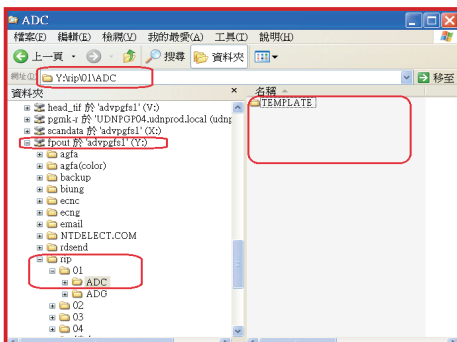 ADC
檔案(F) 編輯(E) 檢視(V) 我的最愛(A) 工具(T) 說明(H)
上一頁 搜尋 資料夾
網址(D) Y:\rip\01\ADC 移至
資料夾 × 名稱
head_tif 於 'advpgfs1' (V:)
pgmk-r 於 'UDNPGP04.udnprod.local (udnp
scandata 於 'advpgfs1' (X:)
fpout 於 'advpgfs1' (Y:)
agfa
agfa(color)
backup
biung
ecnc
ecng
email
NTDELECT.COM
rdsend
rip
01
ADC
ADG
02
03
04
TEMPLATE